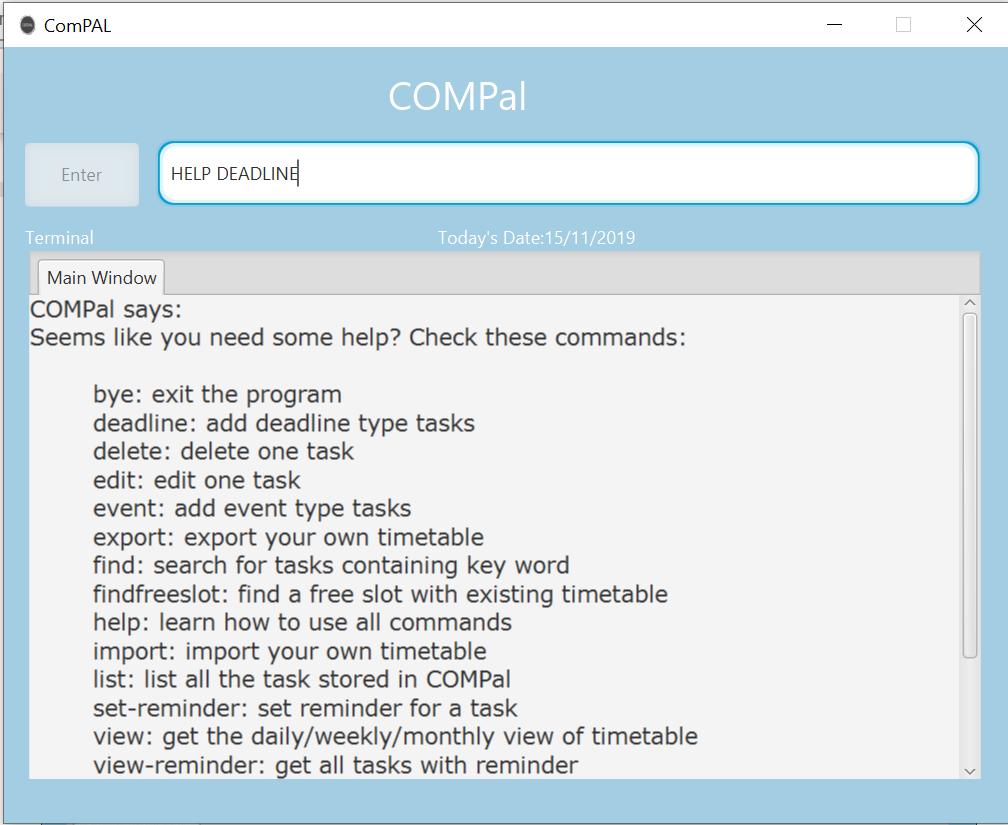 ComPAL
COMPal
Enter
HELP DEADLINE
Terminal
Today's Date:15/11/2019
Main Window
COMPal says:
Seems like you need some help? Check these commands:
bye: exit the program
deadline: add deadline type tasks
delete: delete one task
edit: edit one task
event: add event type tasks
export: export your own timetable
find: search for tasks containing key word
findfreeslot: find a free slot with existing timetable
help: learn how to use all commands
import: import your own timetable
list: list all the task stored in COMPal
set-reminder: set reminder for a task
view: get the daily/weekly/monthly view of timetable
view-reminder: get all tasks with reminder